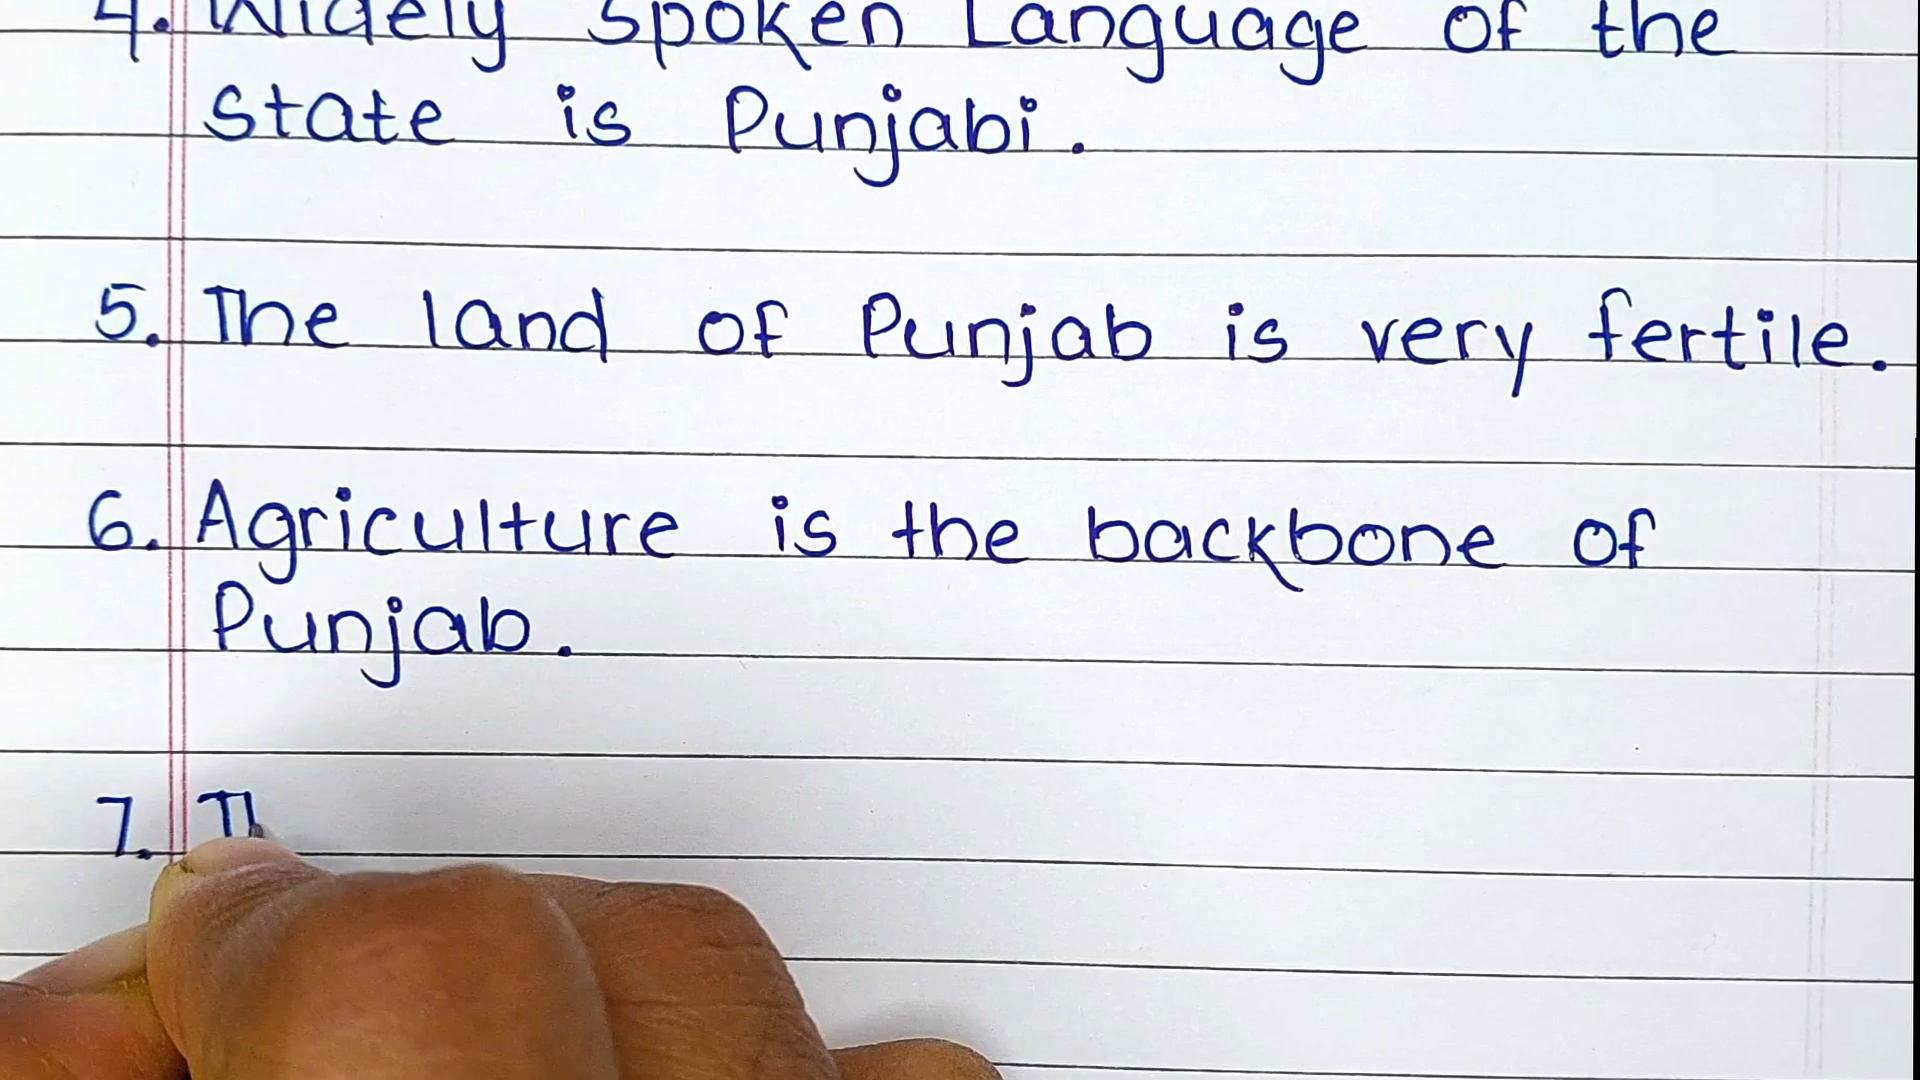 4. Widely spoken Language of the
state is Punjabi.
5. The land of Punjab is very fertile.
6. Agriculture is the backbone of
Punjab.
7.